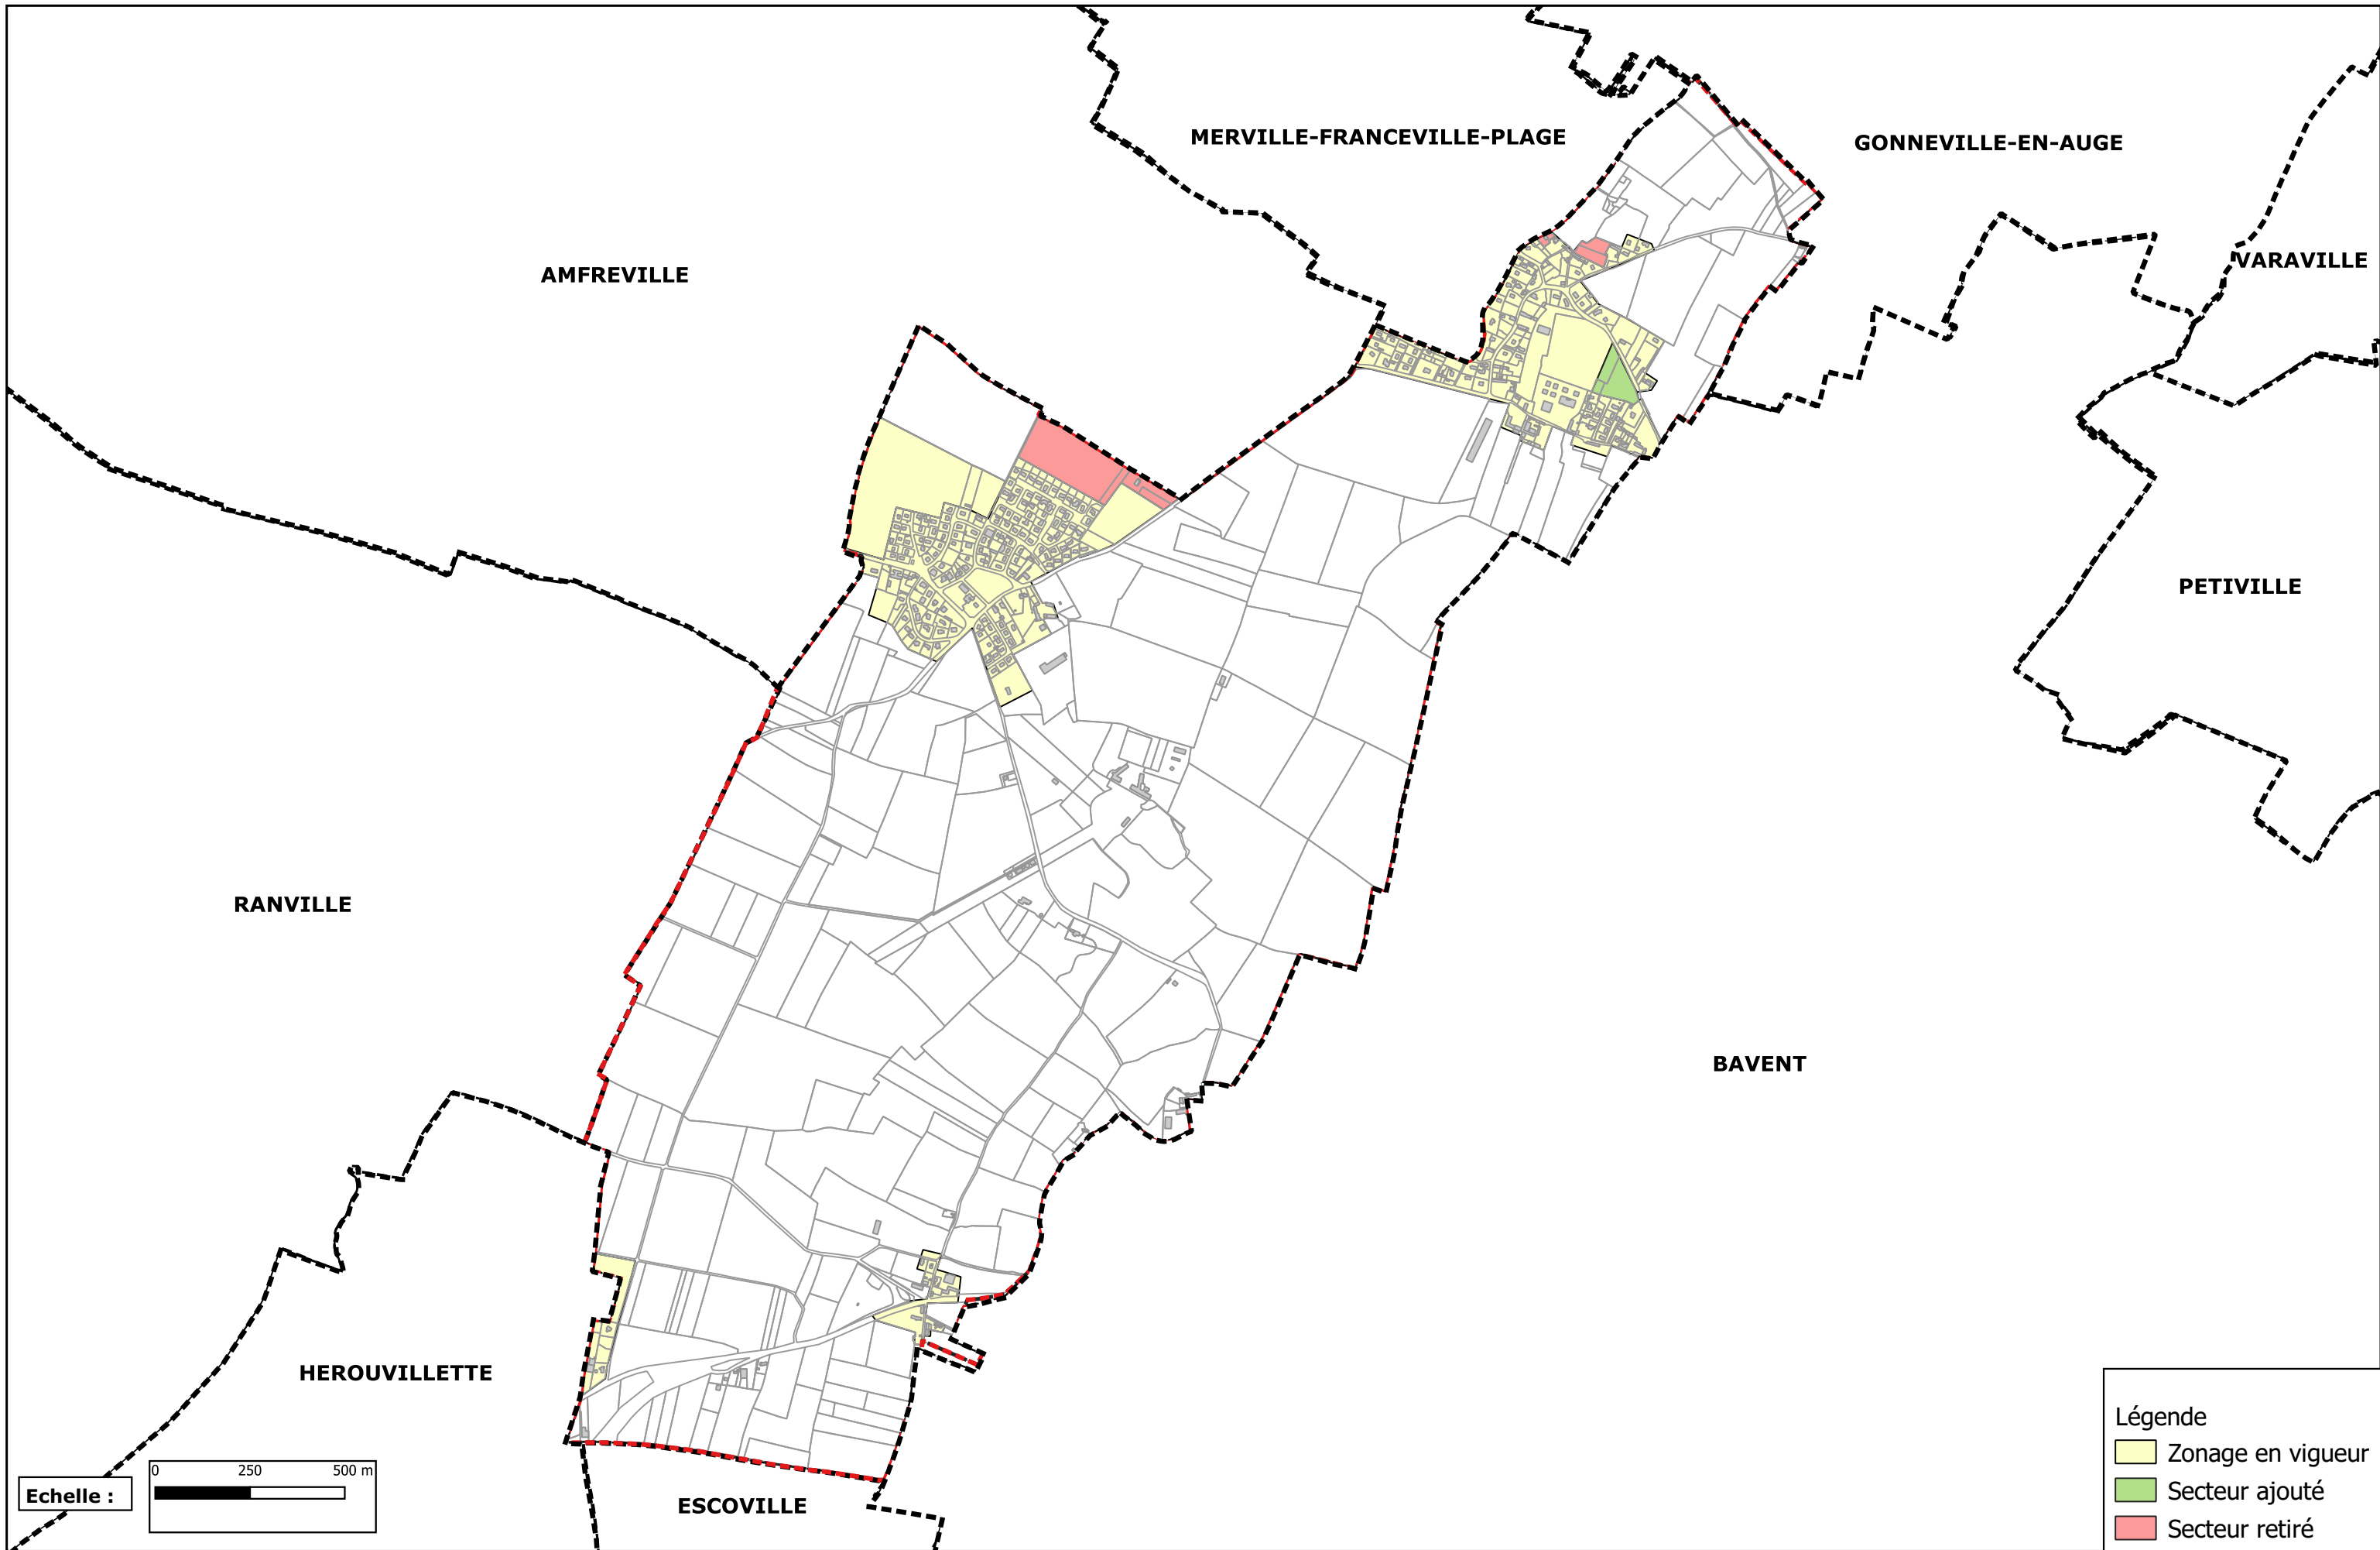 MERVILLE-FRANCEVILLE-PLAGE
GONNEVILLE-EN-AUGE
VARAVILLE
AMFREVILLE
PETIVILLE
RANVILLE
BAVENT
HEROUVILLETTE
ESCOVILLE
Echelle :
0 250 500 m
Légende
Zonage en vigueur
Secteur ajouté
Secteur retiré